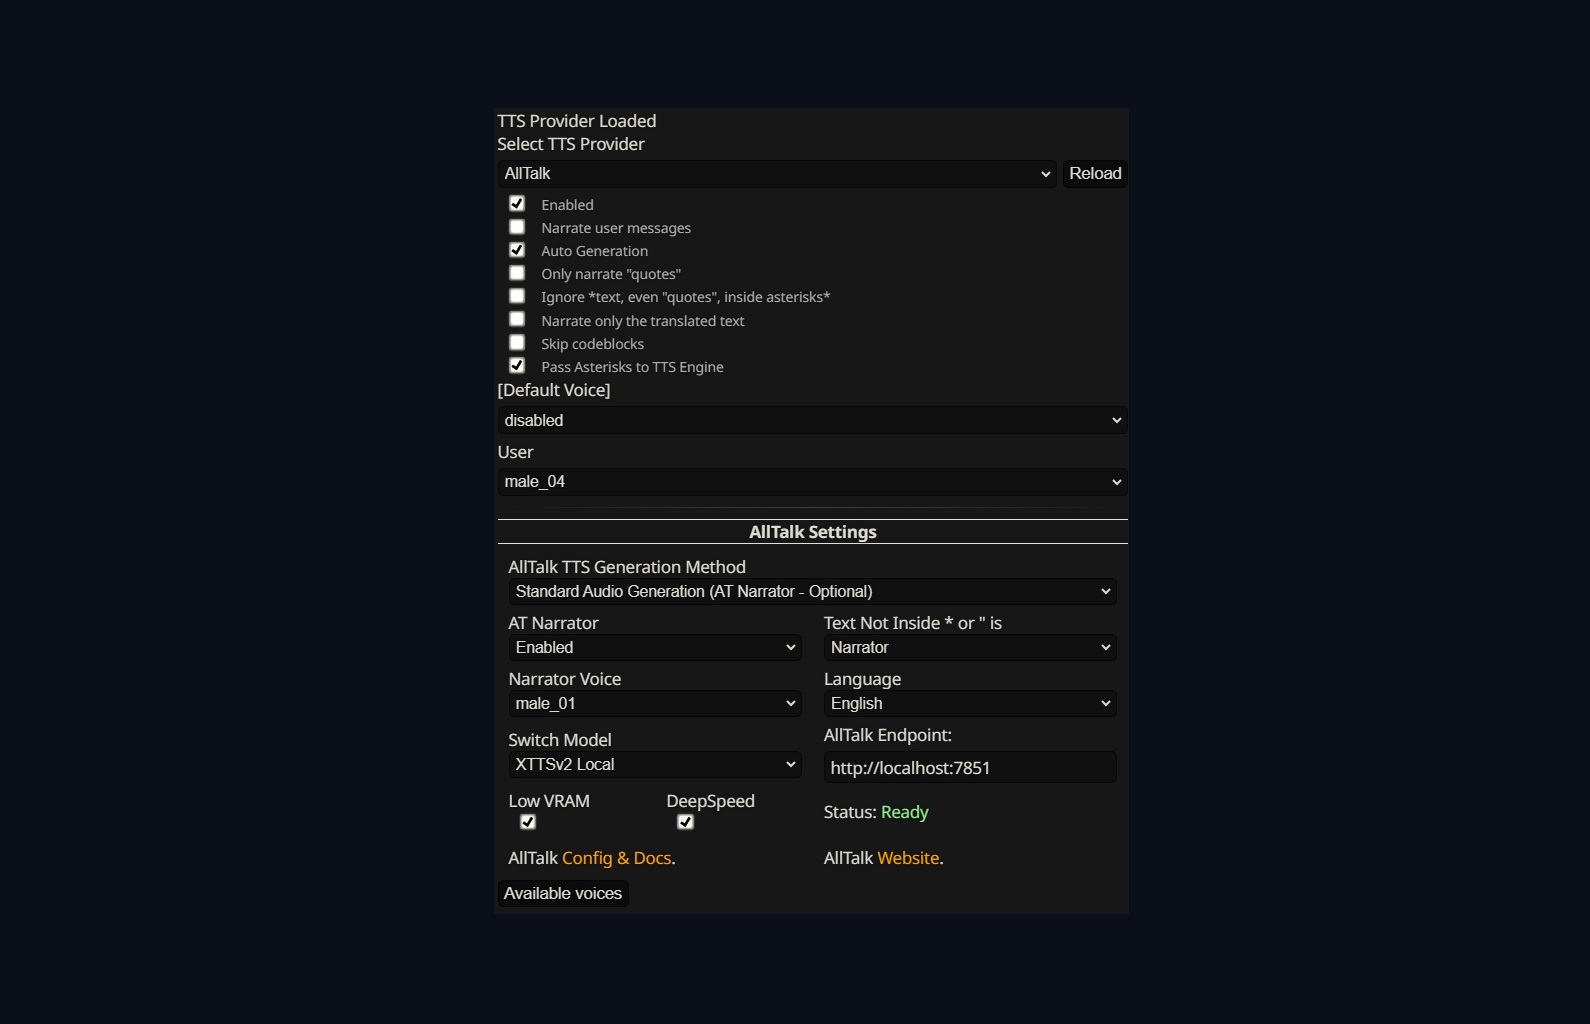 TTS Provider Loaded
Select TTS Provider
AllTalk Reload
Enabled
Narrate user messages
Auto Generation
Only narrate "quotes"
Ignore *text, even "quotes", inside asterisks*
Narrate only the translated text
Skip codeblocks
Pass Asterisks to TTS Engine
[Default Voice]
disabled
User
male_04
AllTalk Settings
AllTalk TTS Generation Method
Standard Audio Generation (AT Narrator - Optional)
AT Narrator Text Not Inside * or " is
Enabled Narrator
Narrator Voice Language
male_01 English
Switch Model AllTalk Endpoint:
XTTSv2 Local http://localhost:7851
Low VRAM DeepSpeed Status: Ready
AllTalk Config & Docs. AllTalk Website.
Available voices